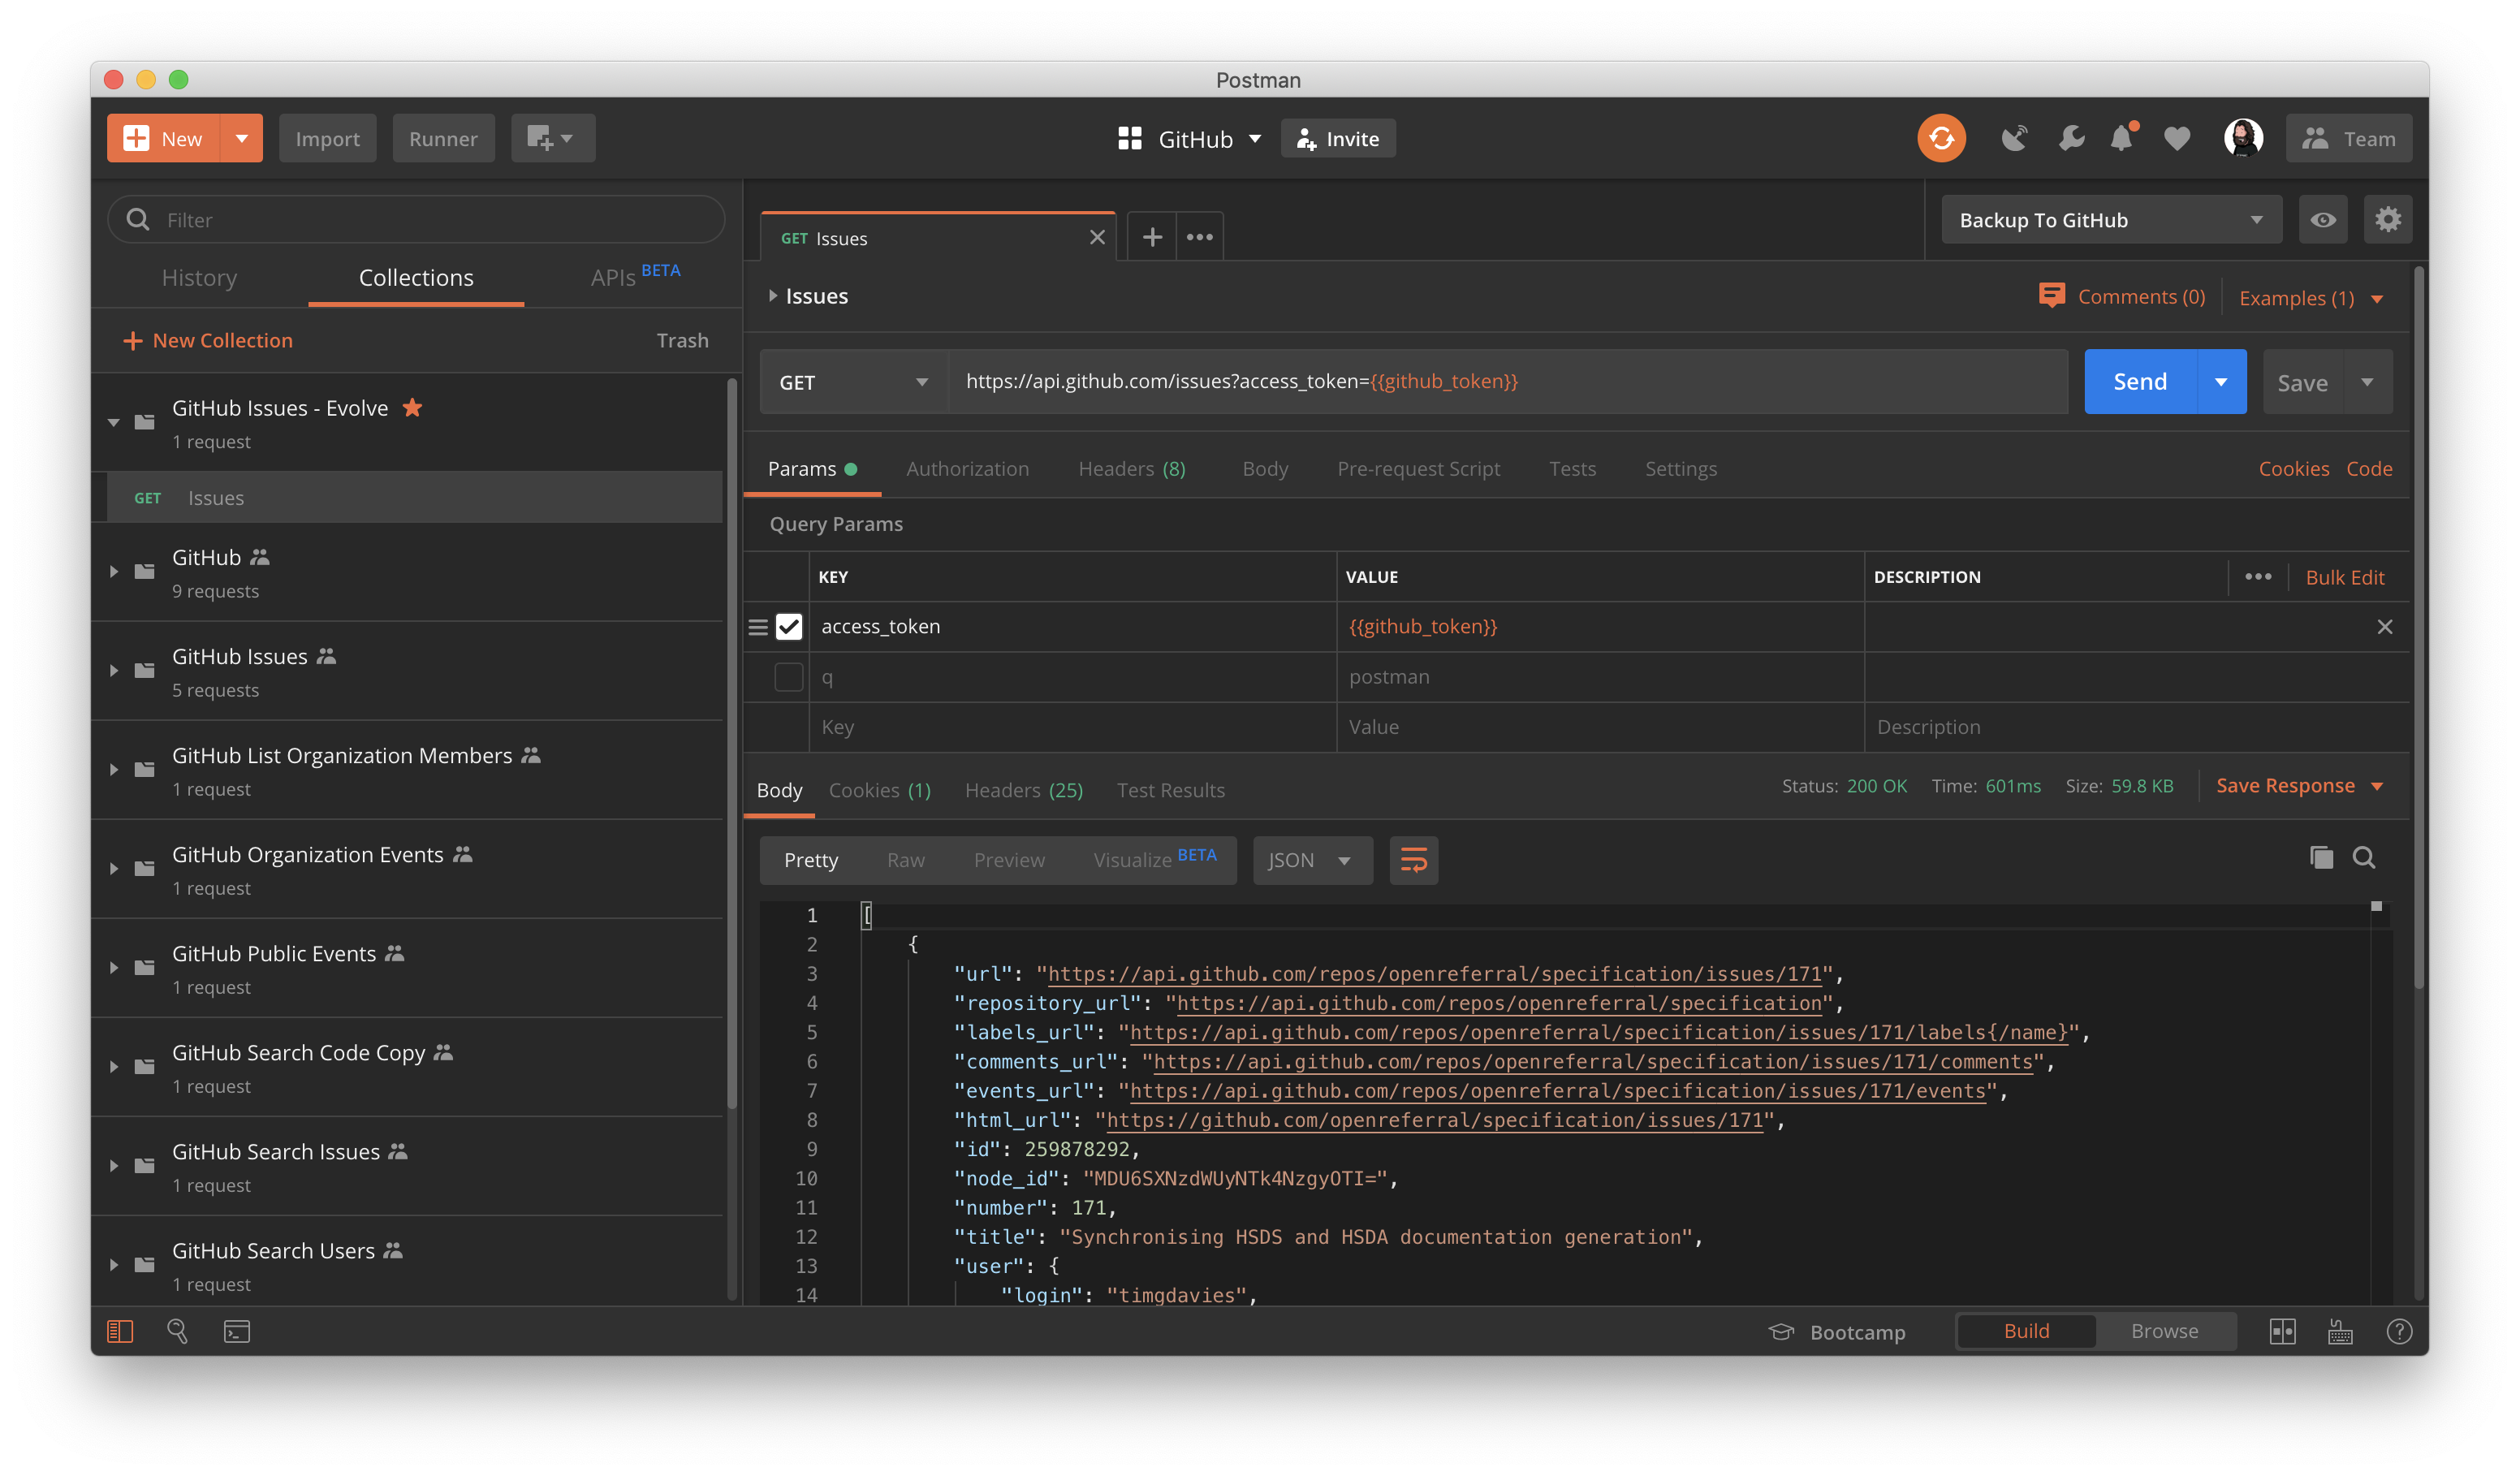 Postman
New
Import
Runner
GitHub
Invite
Team
Filter
History
Collections
APIs BETA
New Collection
Trash
GitHub Issues - Evolve
1 request
GET Issues
GitHub
9 requests
GitHub Issues
5 requests
GitHub List Organization Members
1 request
GitHub Organization Events
1 request
GitHub Public Events
1 request
GitHub Search Code Copy
1 request
GitHub Search Issues
1 request
GitHub Search Users
1 request
GET Issues
Backup To GitHub
Issues
Comments (0)
Examples (1)
GET
https://api.github.com/issues?access_token={{github_token}}
Send
Save
Params
Authorization
Headers (8)
Body
Pre-request Script
Tests
Settings
Cookies
Code
Query Params
KEY VALUE DESCRIPTION
Bulk Edit
access_token {{github_token}}
q postman
Key Value Description
Body
Cookies (1)
Headers (25)
Test Results
Status: 200 OK
Time: 601ms
Size: 59.8 KB
Save Response
Pretty
Raw
Preview
Visualize BETA
JSON
1 [
2 {
3 "url": "https://api.github.com/repos/openreferral/specification/issues/171",
4 "repository_url": "https://api.github.com/repos/openreferral/specification",
5 "labels_url": "https://api.github.com/repos/openreferral/specification/issues/171/labels{/name}",
6 "comments_url": "https://api.github.com/repos/openreferral/specification/issues/171/comments",
7 "events_url": "https://api.github.com/repos/openreferral/specification/issues/171/events",
8 "html_url": "https://github.com/openreferral/specification/issues/171",
9 "id": 259878292,
10 "node_id": "MDU6SXNzdWUyNTk4NzgyOTI=",
11 "number": 171,
12 "title": "Synchronising HSDS and HSDA documentation generation",
13 "user": {
14 "login": "timgdavies",
Bootcamp
Build
Browse